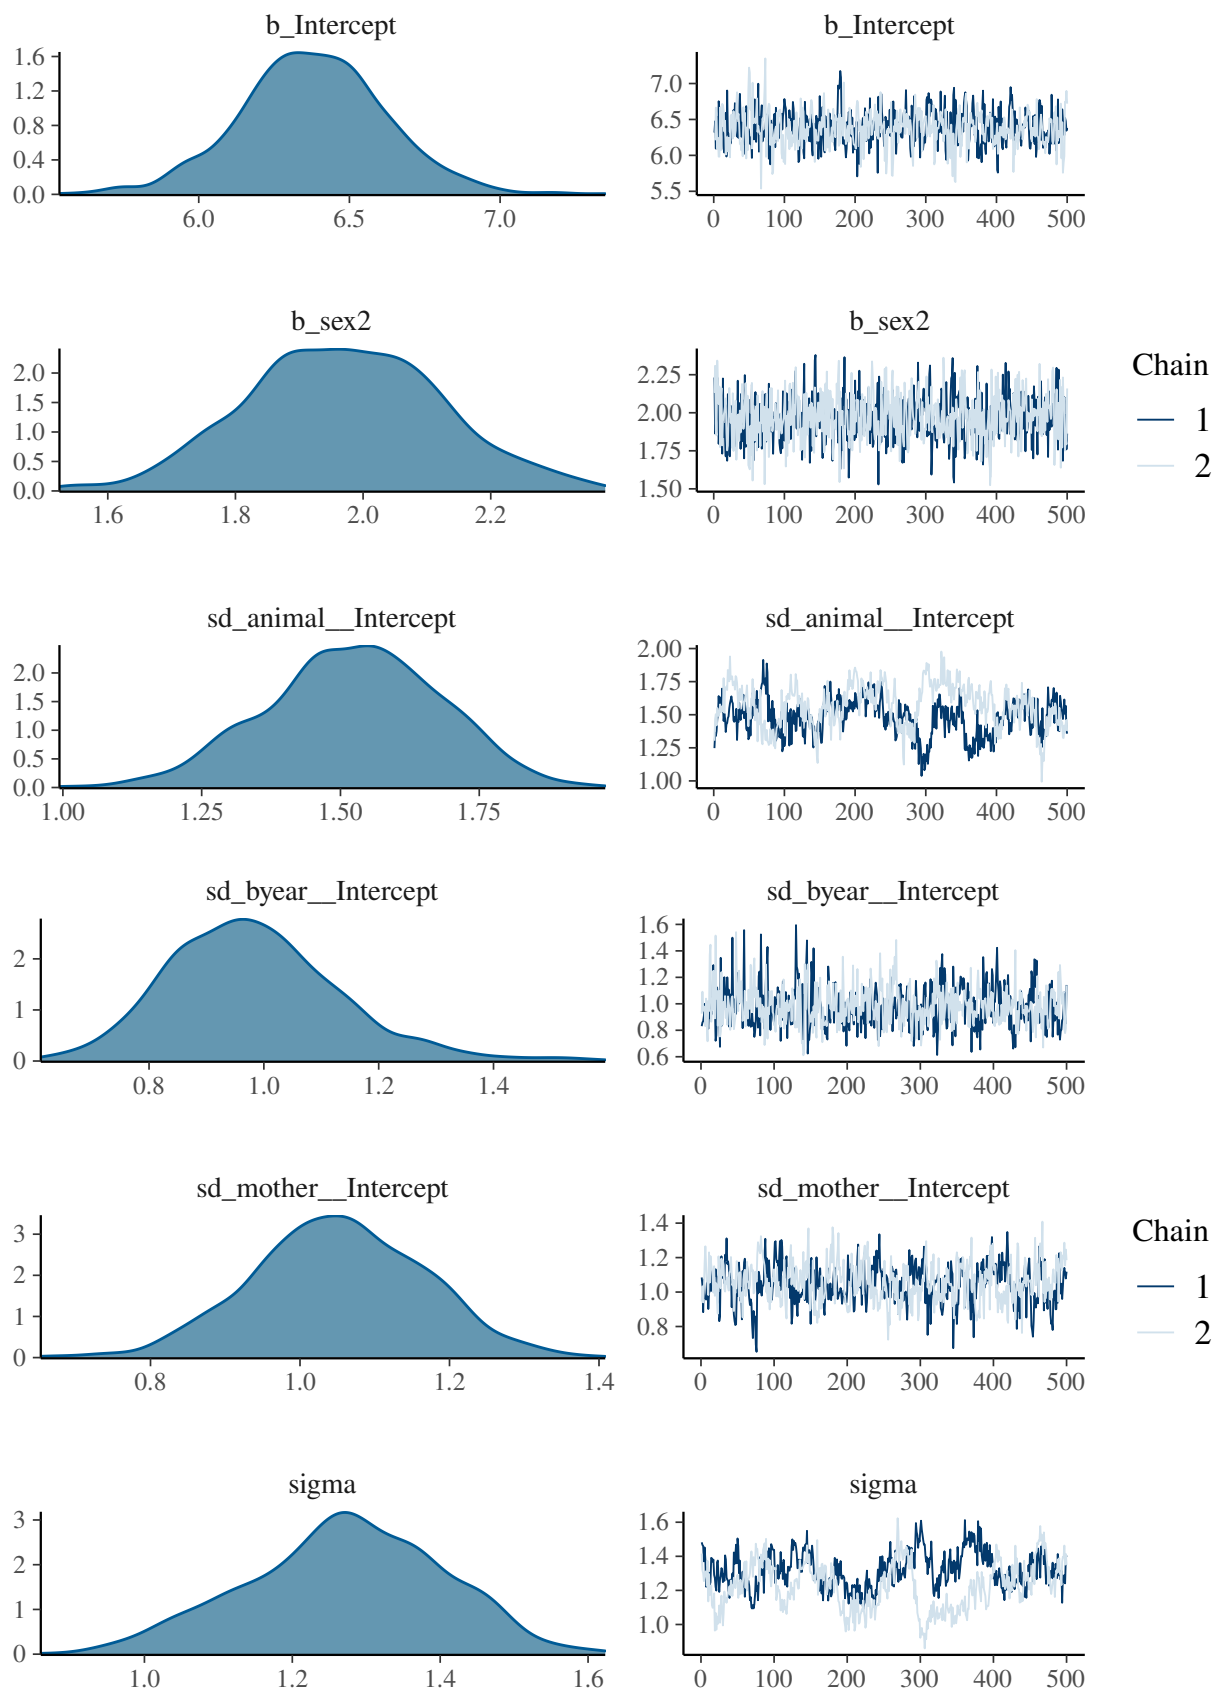 b_Intercept
1.6
1.2
0.8
0.4
0.0
6.0 6.5 7.0
b_Intercept
7.0
6.5
6.0
5.5
0 100 200 300 400 500
b_sex2
2.0
1.5
1.0
0.5
0.0
1.6 1.8 2.0 2.2
b_sex2
2.25
2.00
1.75
1.50
0 100 200 300 400 500
Chain
1
2
sd_animal__Intercept
2.0
1.5
1.0
0.5
0.0
1.00 1.25 1.50 1.75
sd_animal__Intercept
2.00
1.75
1.50
1.25
1.00
0 100 200 300 400 500
sd_byear__Intercept
2
1
0
0.8 1.0 1.2 1.4
sd_byear__Intercept
1.6
1.4
1.2
1.0
0.8
0.6
0 100 200 300 400 500
sd_mother__Intercept
3
2
1
0
0.8 1.0 1.2 1.4
sd_mother__Intercept
1.4
1.2
1.0
0.8
0 100 200 300 400 500
Chain
1
2
sigma
3
2
1
0
1.0 1.2 1.4 1.6
sigma
1.6
1.4
1.2
1.0
0 100 200 300 400 500